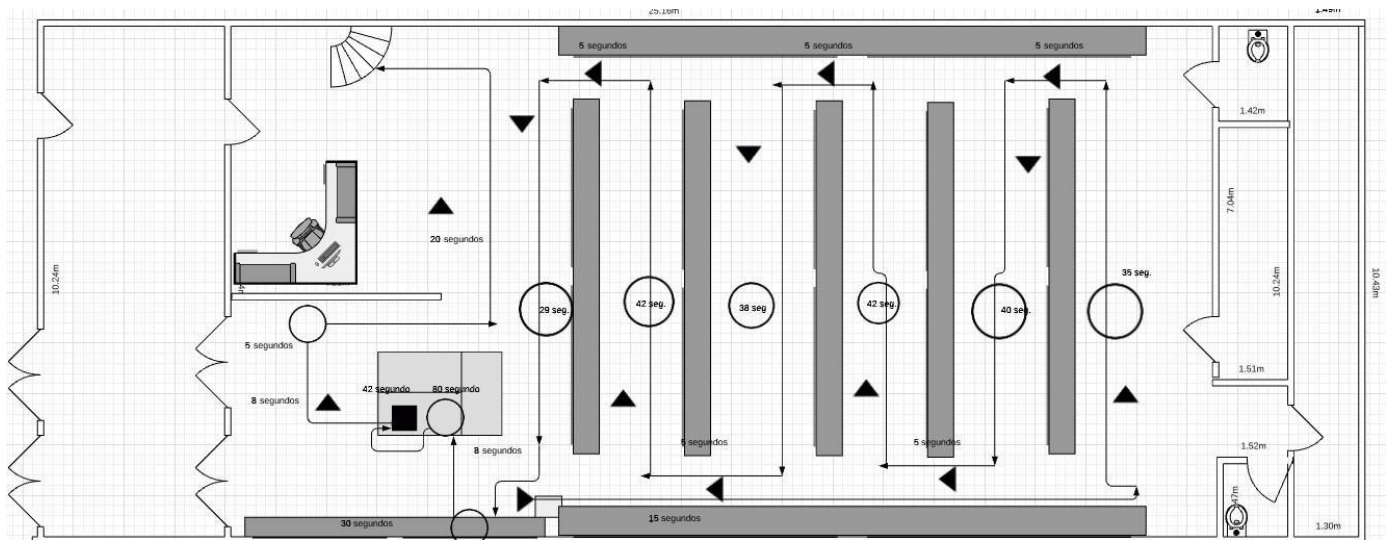 25.16m
1.49m
5 segundos
5 segundos
5 segundos
1.42m
7.04m
20 segundos
10.24m
10.24m
10.43m
35 seg.
29 seg.
42 seg.
38 seg
42 seg.
40 seg.
5 segundos
1.51m
42 segundo
80 segundo
8 segundos
5 segundos
5 segundos
8 segundos
1.52m
30 segundos
15 segundos
1.30m